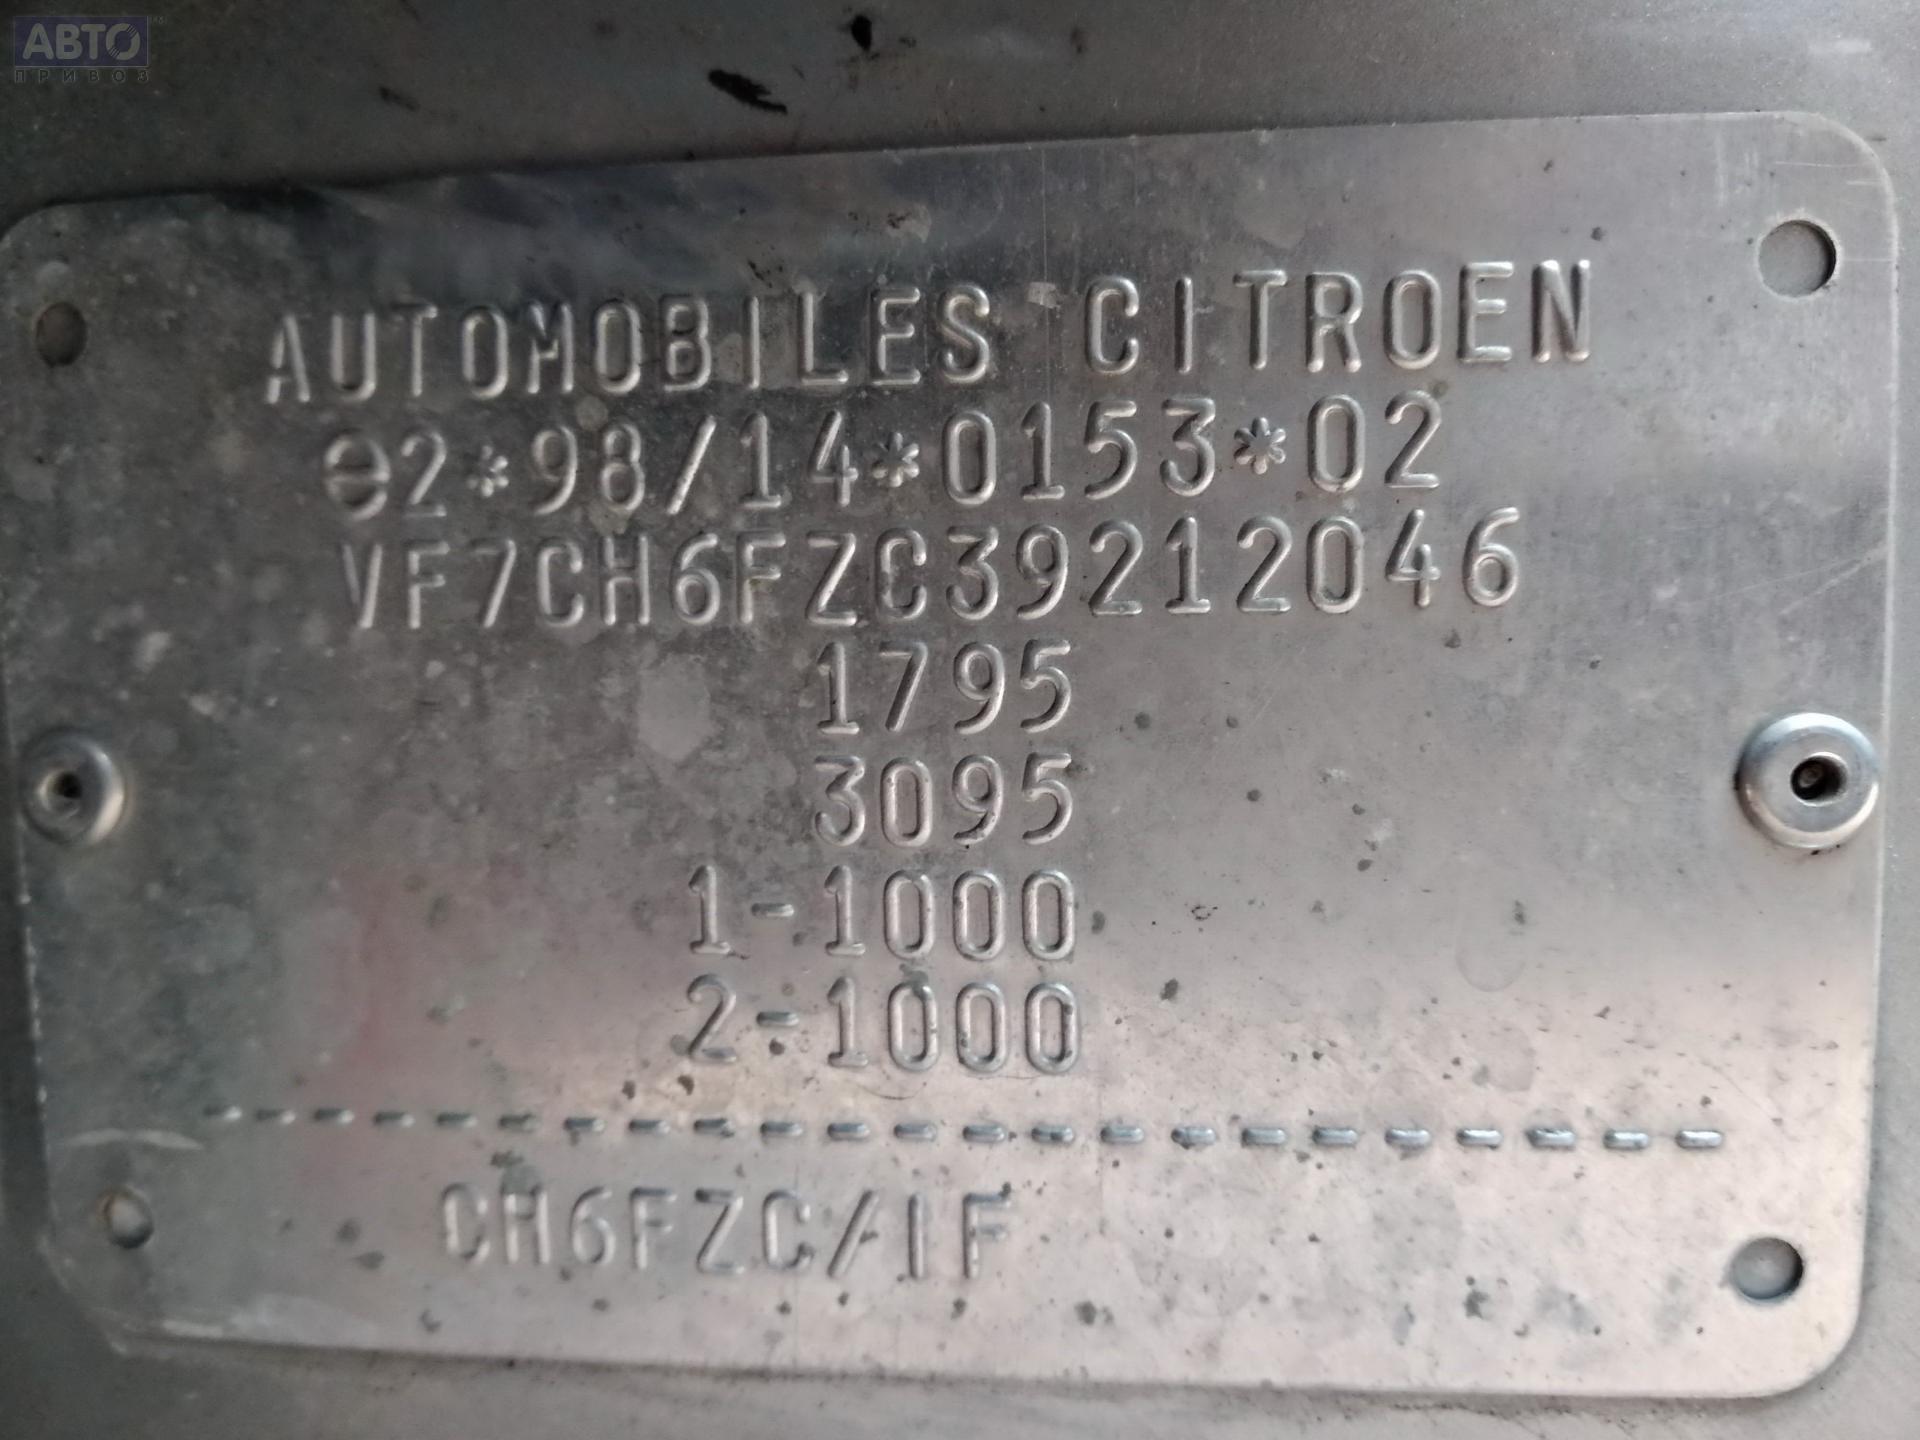 АВТО
ПРИВОЗ
AUTOMOBILES CITROEN
e2*98/14*0153*02
VF7CH6FZC39212046
1795
3095
1-1000
2-1000
-----------------------
CH6FZC/IF